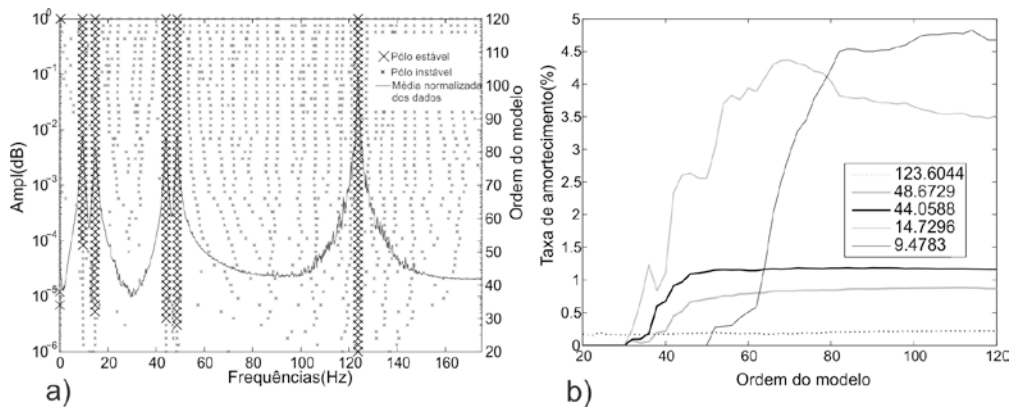 10^0
10^-1
10^-2
10^-3
10^-4
10^-5
10^-6
Ampl(dB)
Pólo estável
Pólo instável
Média normalizada
dos dados
120
110
100
90
80
70
60
50
40
30
20
Ordem do modelo
0 20 40 60 80 100 120 140 160
Frequências(Hz)
a)
5
4.5
4
3.5
3
2.5
2
1.5
1
0.5
0
Taxa de amortecimento(%)
123.6044
48.6729
44.0588
14.7296
9.4783
20 40 60 80 100 120
Ordem do modelo
b)